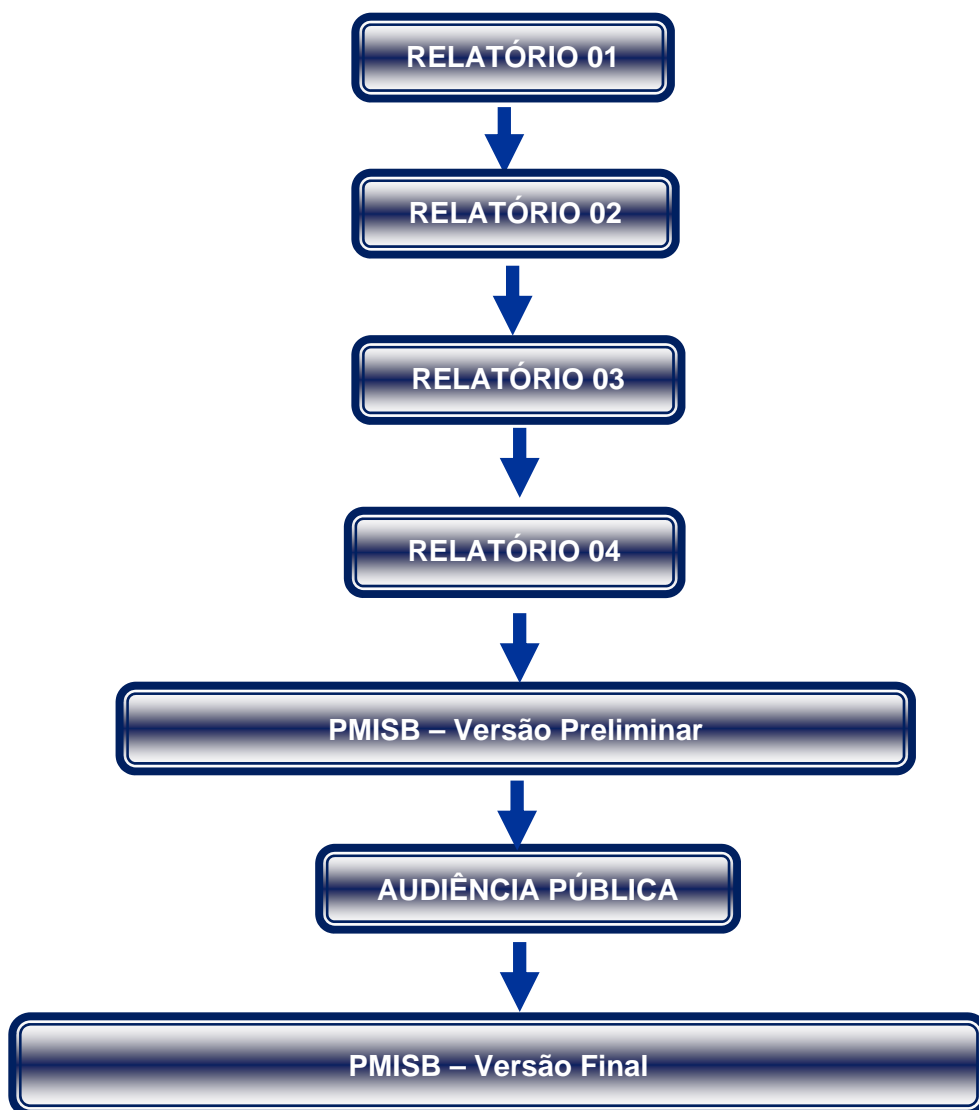 RELATÓRIO 01
RELATÓRIO 02
RELATÓRIO 03
RELATÓRIO 04
PMISB – Versão Preliminar
AUDIÊNCIA PÚBLICA
PMISB – Versão Final